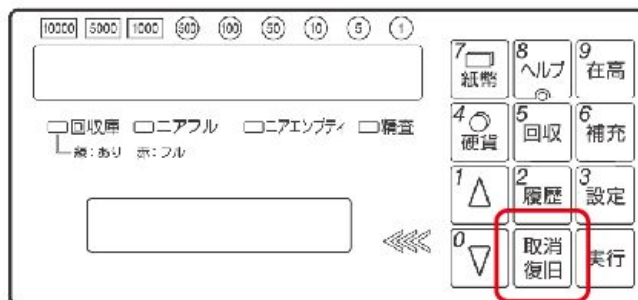 10000 5000 1000 500 100 50 10 5 1
回収庫 ニアフル ニアエンプティ 精査
緑：あり 赤：フル
7 紙幣
8 ヘルプ
9 在高
4 硬貨
5 回収
6 補充
1
2 履歴
3 設定
0
取消
復旧
実行